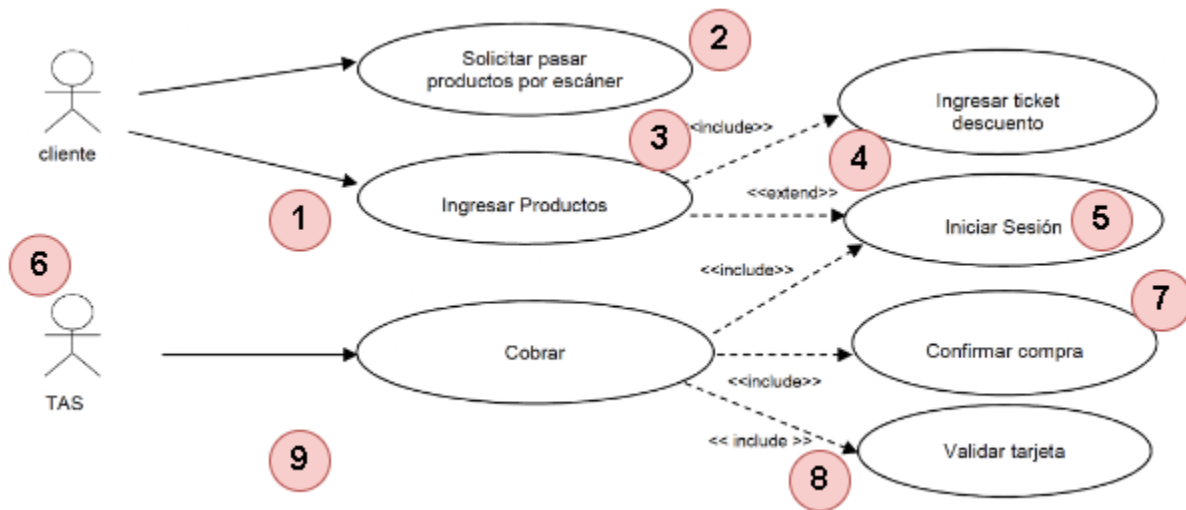 2
Solicitar pasar
productos por escáner
Ingresar ticket
descuento
cliente
3
<<include>>
4
1
Ingresar Productos
<<extend>>
Iniciar Sesión
5
6
<<include>>
7
TAS
Cobrar
Confirmar compra
<<include>>
9
<< include >>
8
Validar tarjeta